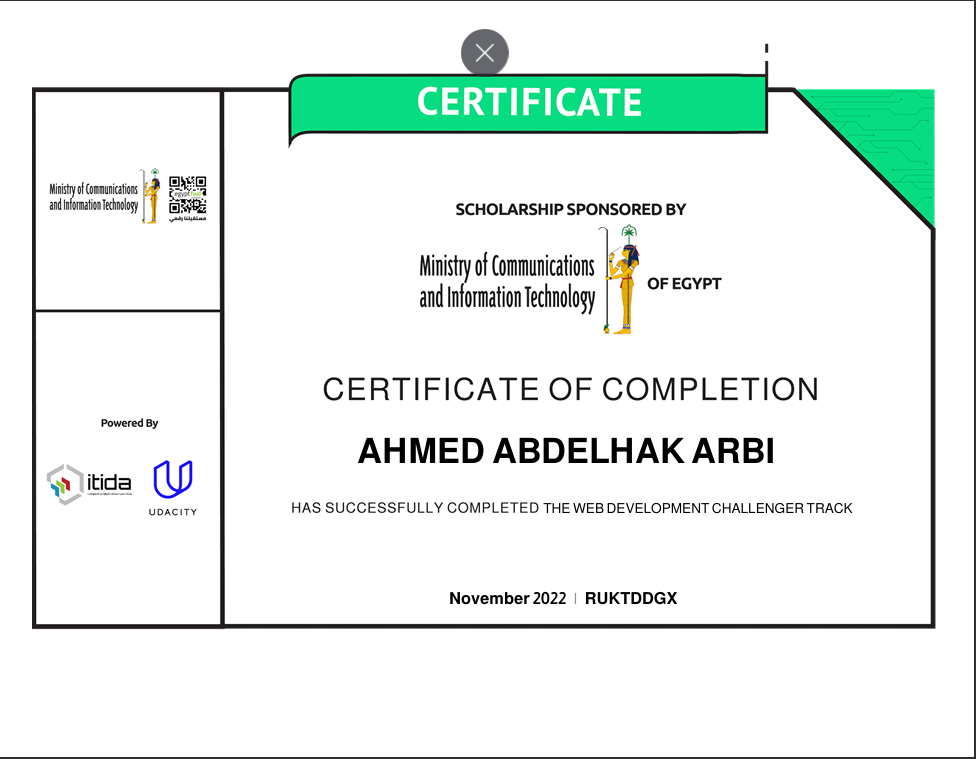 CERTIFICATE
Ministry of Communications
and Information Technology
egypt
مستقبلنا رقمي
SCHOLARSHIP SPONSORED BY
Ministry of Communications
and Information Technology
OF EGYPT
CERTIFICATE OF COMPLETION
AHMED ABDELHAK ARBI
HAS SUCCESSFULLY COMPLETED THE WEB DEVELOPMENT CHALLENGER TRACK
Powered By
itida
UDACITY
November 2022 | RUKTDDGX